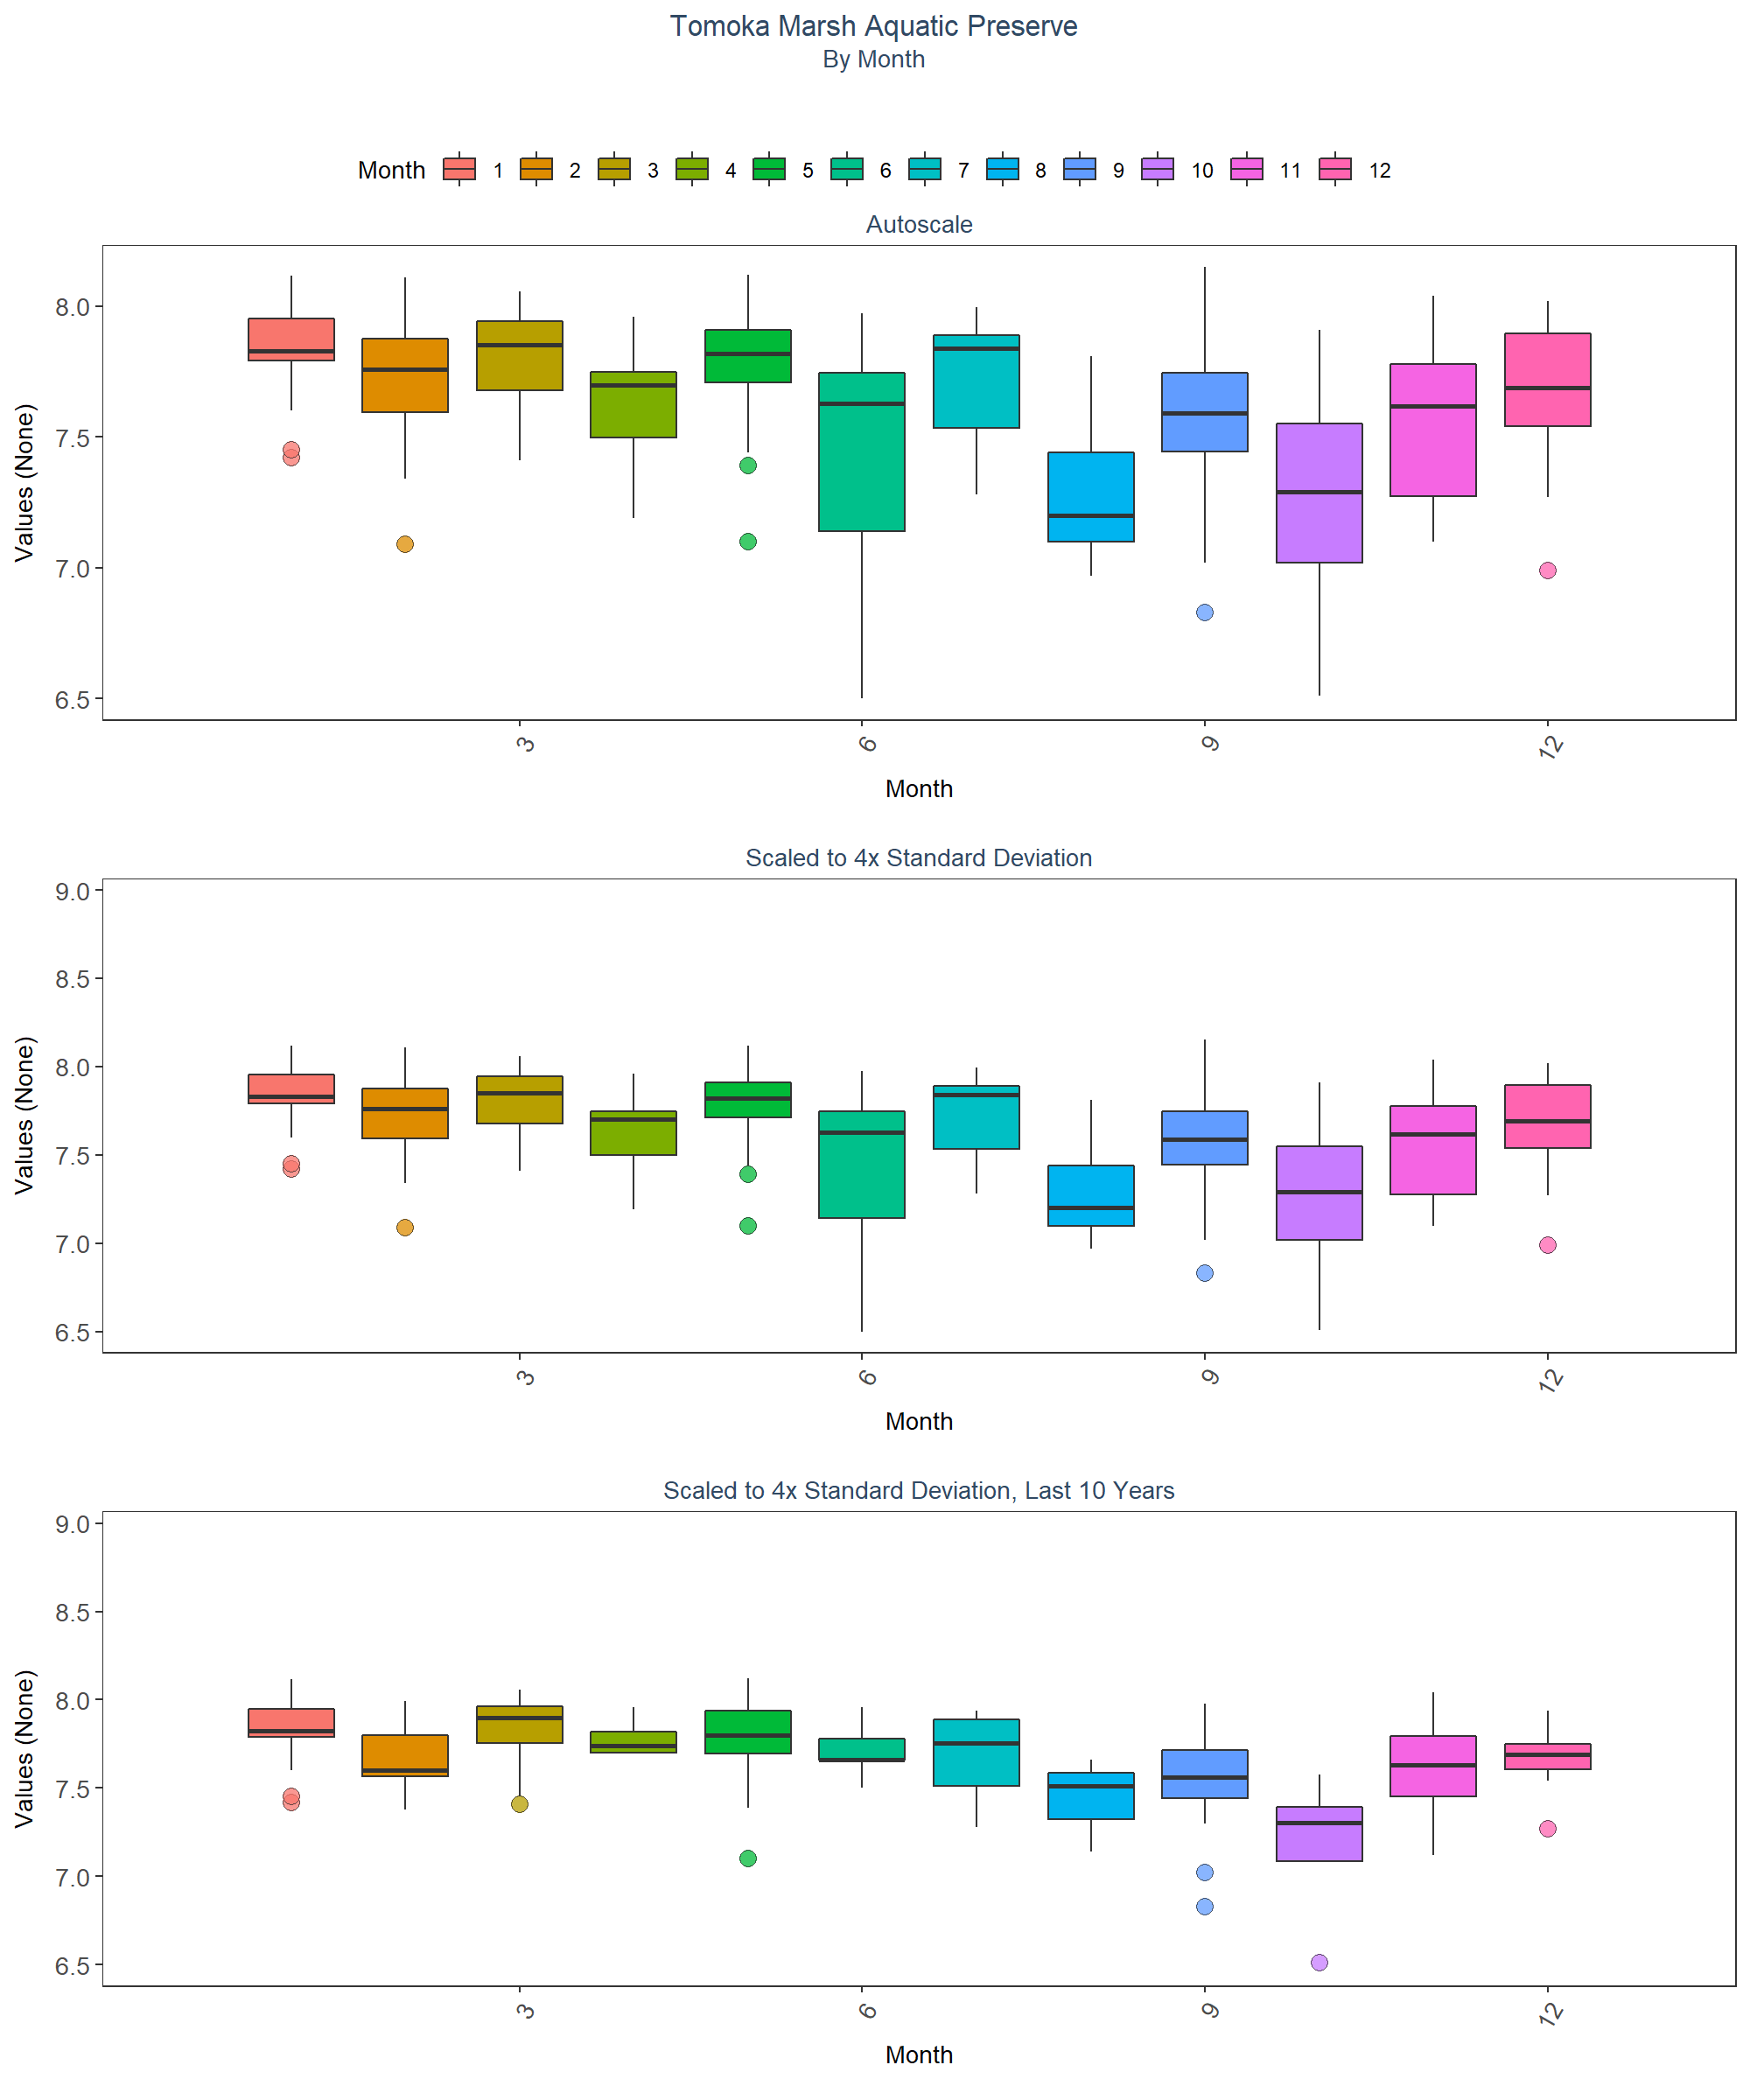 Tomoka Marsh Aquatic Preserve
By Month
Month 1 2 3 4 5 6 7 8 9 10 11 12
Autoscale
Values (None)
8.0
7.5
7.0
6.5
3 6 9 12
Month
Scaled to 4x Standard Deviation
Values (None)
9.0
8.5
8.0
7.5
7.0
6.5
3 6 9 12
Month
Scaled to 4x Standard Deviation, Last 10 Years
Values (None)
9.0
8.5
8.0
7.5
7.0
6.5
3 6 9 12
Month